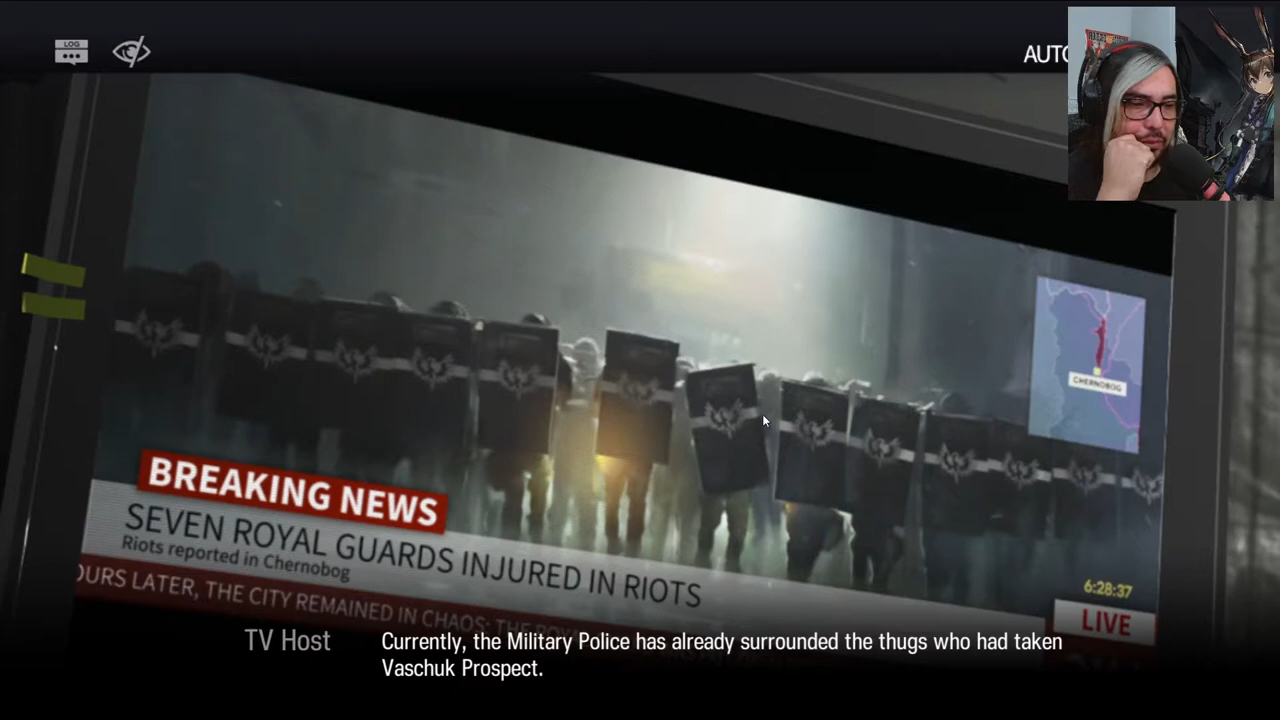 LOG
AUTO
CHERNOBOG
BREAKING NEWS
SEVEN ROYAL GUARDS INJURED IN RIOTS
Riots reported in Chernobog
6:28:37
LIVE
OURS LATER, THE CITY REMAINED IN CHAOS; THE
TV Host
Currently, the Military Police has already surrounded the thugs who had taken
Vaschuk Prospect.